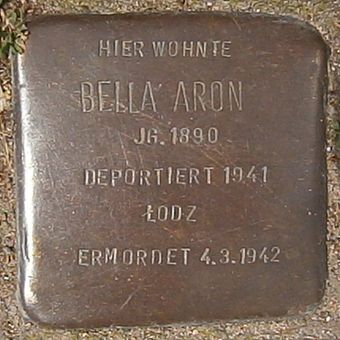 HIER WOHNTE
BELLA ARON
JG. 1890
DEPORTIERT 1941
ŁODZ
ERMORDET 4.3.1942